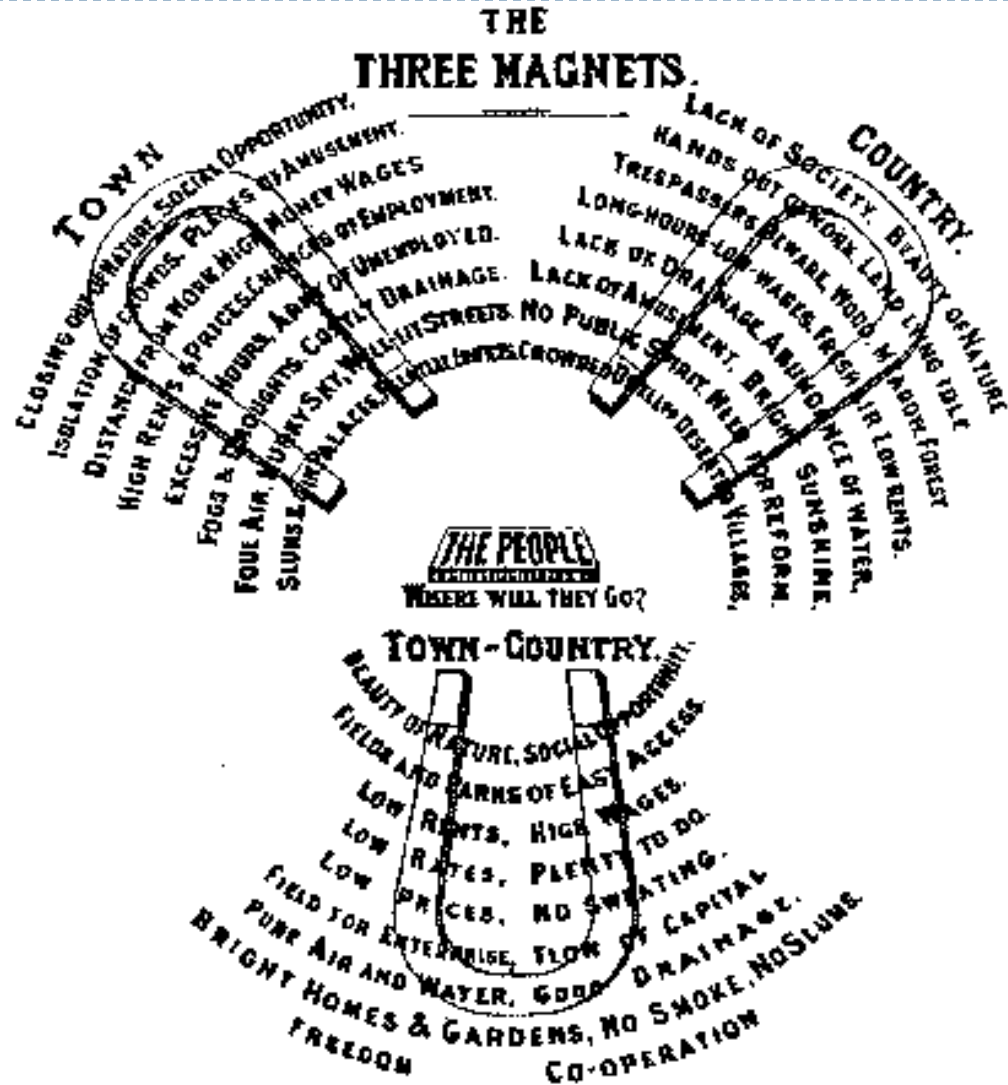 THE
THREE MAGNETS.
TOWN
CLOSING OUT OF NATURE. SOCIAL OPPORTUNITY.
ISOLATION OF CROWDS. PLACES OF AMUSEMENT.
DISTANCE FROM WORK. HIGH MONEY WAGES
HIGH RENTS & PRICES. CHANCES OF EMPLOYMENT.
EXCESSIVE HOURS. ARMY OF UNEMPLOYED.
FOGS & DROUGHTS. COSTLY DRAINAGE.
FOUL AIR. MURKY SKY. WELL-LIT STREETS.
SLUMS & GIN PALACES.
COUNTRY.
LACK OF SOCIETY. BEAUTY OF NATURE
HANDS OUT OF WORK. LAND LYING IDLE
TRESPASSERS BEWARE. WOOD, MEADOW, FOREST
LONG-HOURS-LOW-WAGES. FRESH AIR LOW RENTS.
LACK OF DRAINAGE. ABUNDANCE OF WATER.
LACK OF AMUSEMENT. BRIGHT SUNSHINE.
NO PUBLIC SPIRIT. NEED FOR REFORM.
CROWDED DWELLINGS DESERTED VILLAGES.
THE PEOPLE
WHERE WILL THEY GO?
TOWN-COUNTRY.
BEAUTY OF NATURE, SOCIAL OPPORTUNITY.
FIELDS AND PARKS OF EASY ACCESS.
LOW RENTS, HIGH WAGES.
LOW RATES, PLENTY TO DO.
LOW PRICES, NO SWEATING.
FIELD FOR ENTERPRISE, FLOW OF CAPITAL
PURE AIR AND WATER, GOOD DRAINAGE.
BRIGHT HOMES & GARDENS, NO SMOKE, NO SLUMS
FREEDOM CO-OPERATION